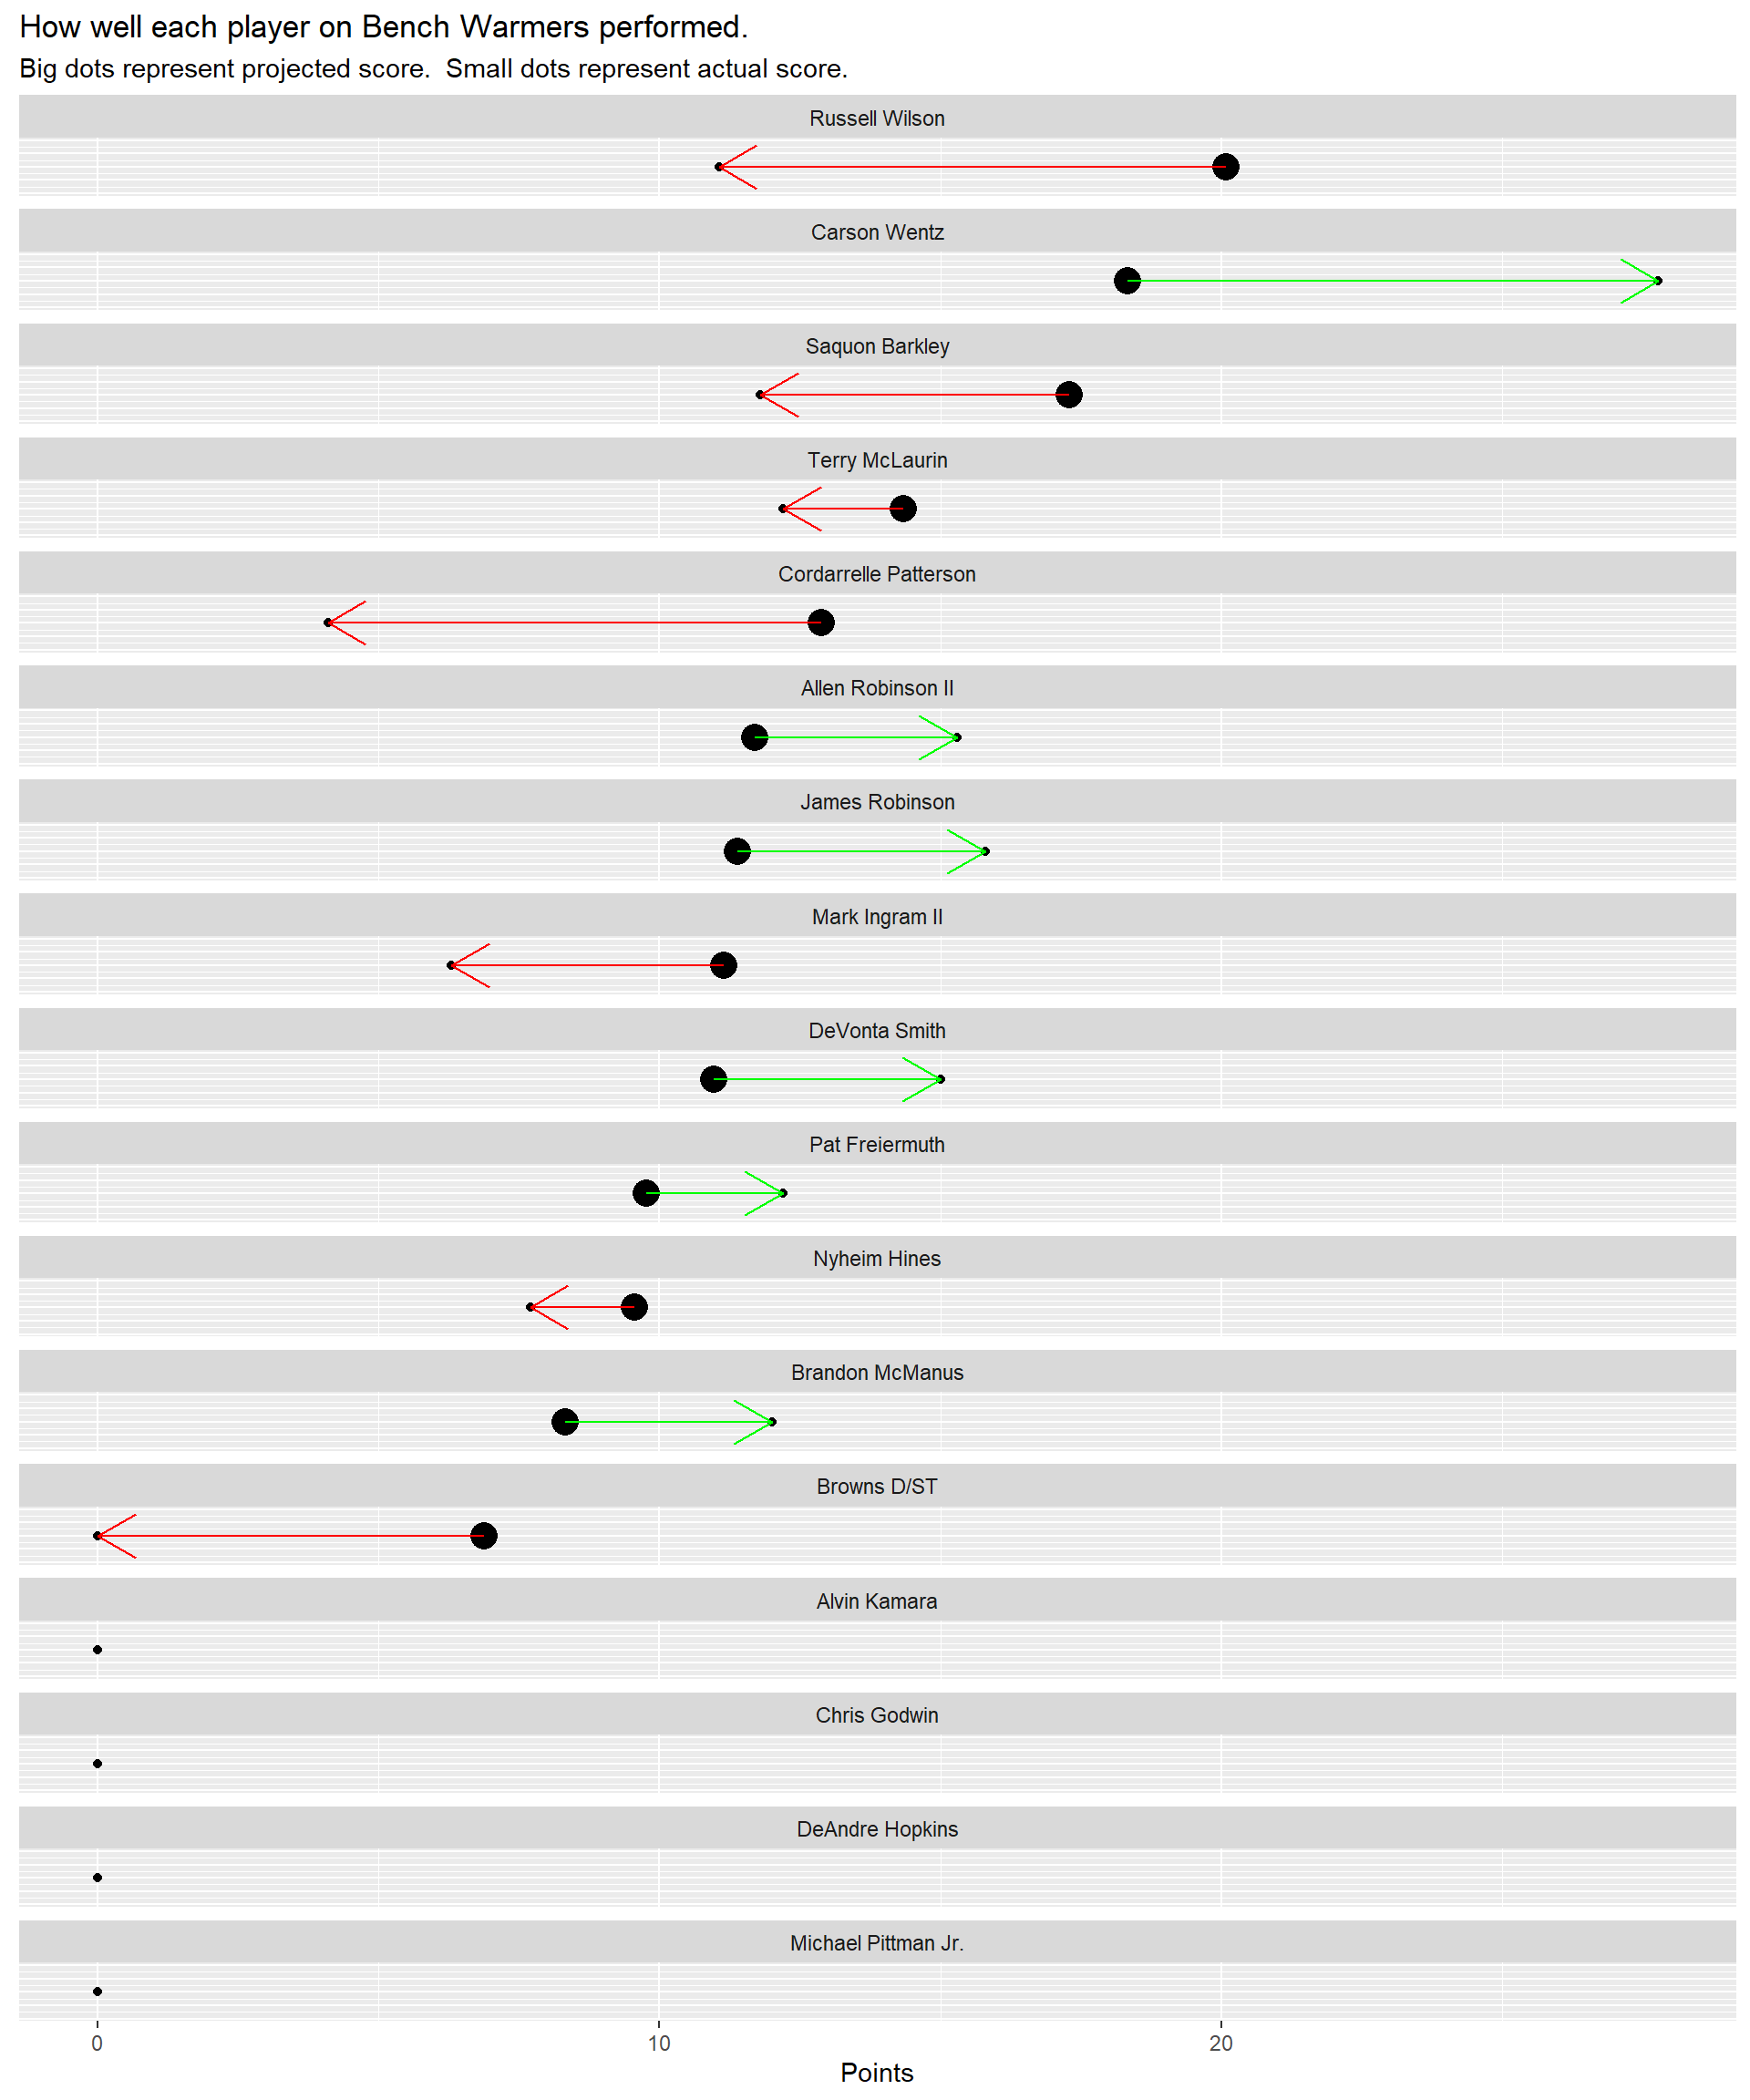 How well each player on Bench Warmers performed.
Big dots represent projected score.  Small dots represent actual score.
Russell Wilson
Carson Wentz
Saquon Barkley
Terry McLaurin
Cordarrelle Patterson
Allen Robinson II
James Robinson
Mark Ingram II
DeVonta Smith
Pat Freiermuth
Nyheim Hines
Brandon McManus
Browns D/ST
Alvin Kamara
Chris Godwin
DeAndre Hopkins
Michael Pittman Jr.
0 10 20
Points